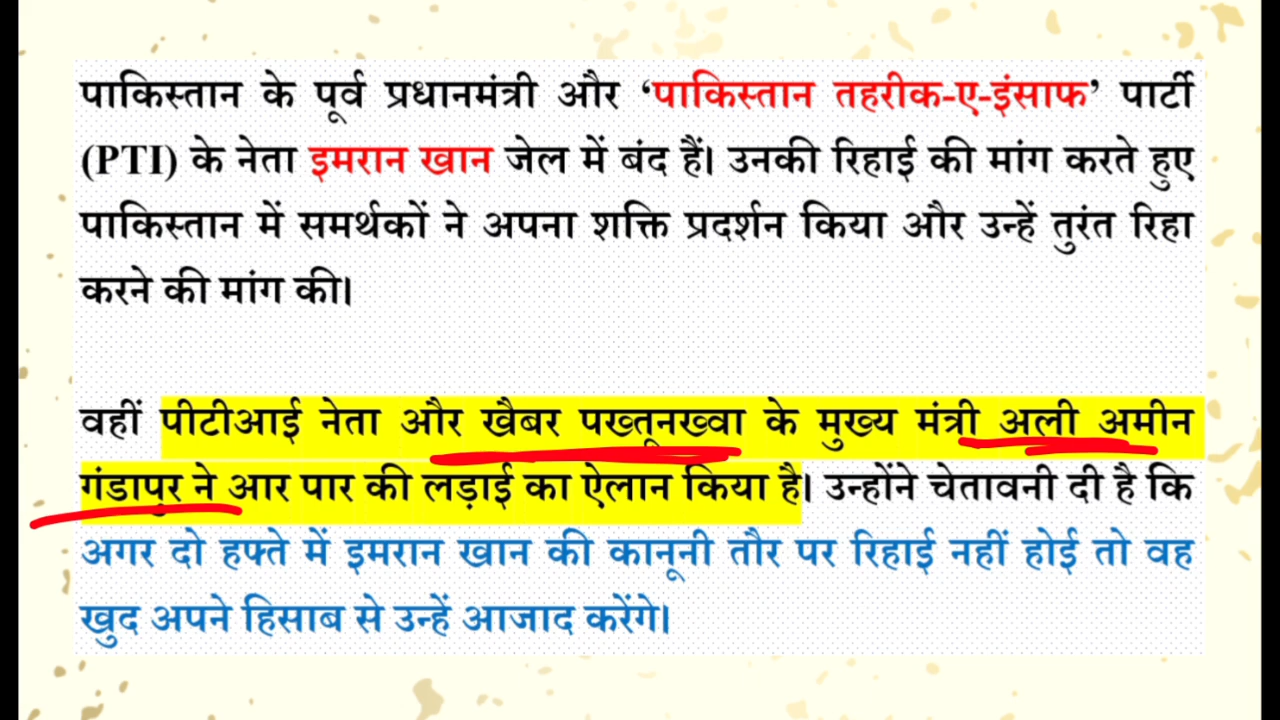 पाकिस्तान के पूर्व प्रधानमंत्री और ‘पाकिस्तान तहरीक-ए-इंसाफ’ पार्टी
(PTI) के नेता इमरान खान जेल में बंद हैं। उनकी रिहाई की मांग करते हुए
पाकिस्तान में समर्थकों ने अपना शक्ति प्रदर्शन किया और उन्हें तुरंत रिहा
करने की मांग की।
वहीं पीटीआई नेता और खैबर पख्तूनख्वा के मुख्य मंत्री अली अमीन
गंडापुर ने आर पार की लड़ाई का ऐलान किया है। उन्होंने चेतावनी दी है कि
अगर दो हफ्ते में इमरान खान की कानूनी तौर पर रिहाई नहीं होई तो वह
खुद अपने हिसाब से उन्हें आजाद करेंगे।